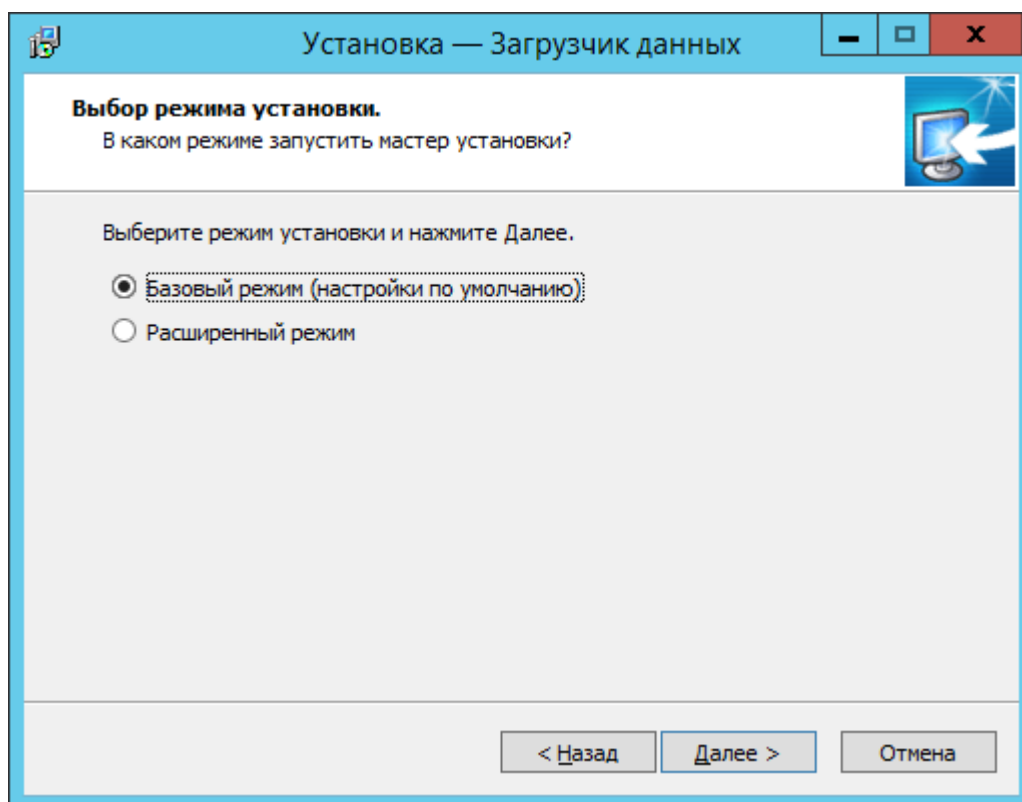 Установка — Загрузчик данных
Выбор режима установки.
В каком режиме запустить мастер установки?
Выберите режим установки и нажмите Далее.
Базовый режим (настройки по умолчанию)
Расширенный режим
< Назад
Далее >
Отмена